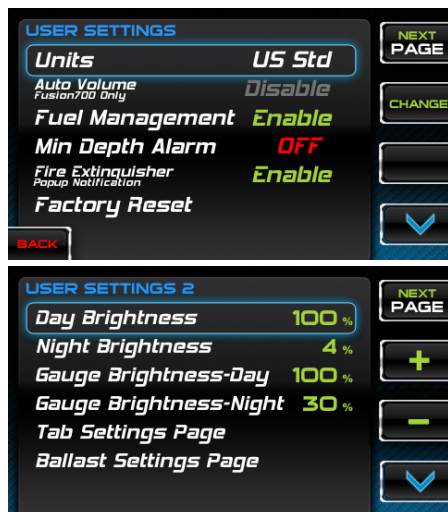 USER SETTINGS
NEXT
PAGE
Units US Std
Auto Volume Disable
Fusion700 Only
CHANGE
Fuel Management Enable
Min Depth Alarm OFF
Fire Extinguisher Enable
Popup Notification
Factory Reset
BACK
USER SETTINGS 2
NEXT
PAGE
Day Brightness 100 %
Night Brightness 4 %
+
Gauge Brightness-Day 100 %
Gauge Brightness-Night 30 %
-
Tab Settings Page
Ballast Settings Page